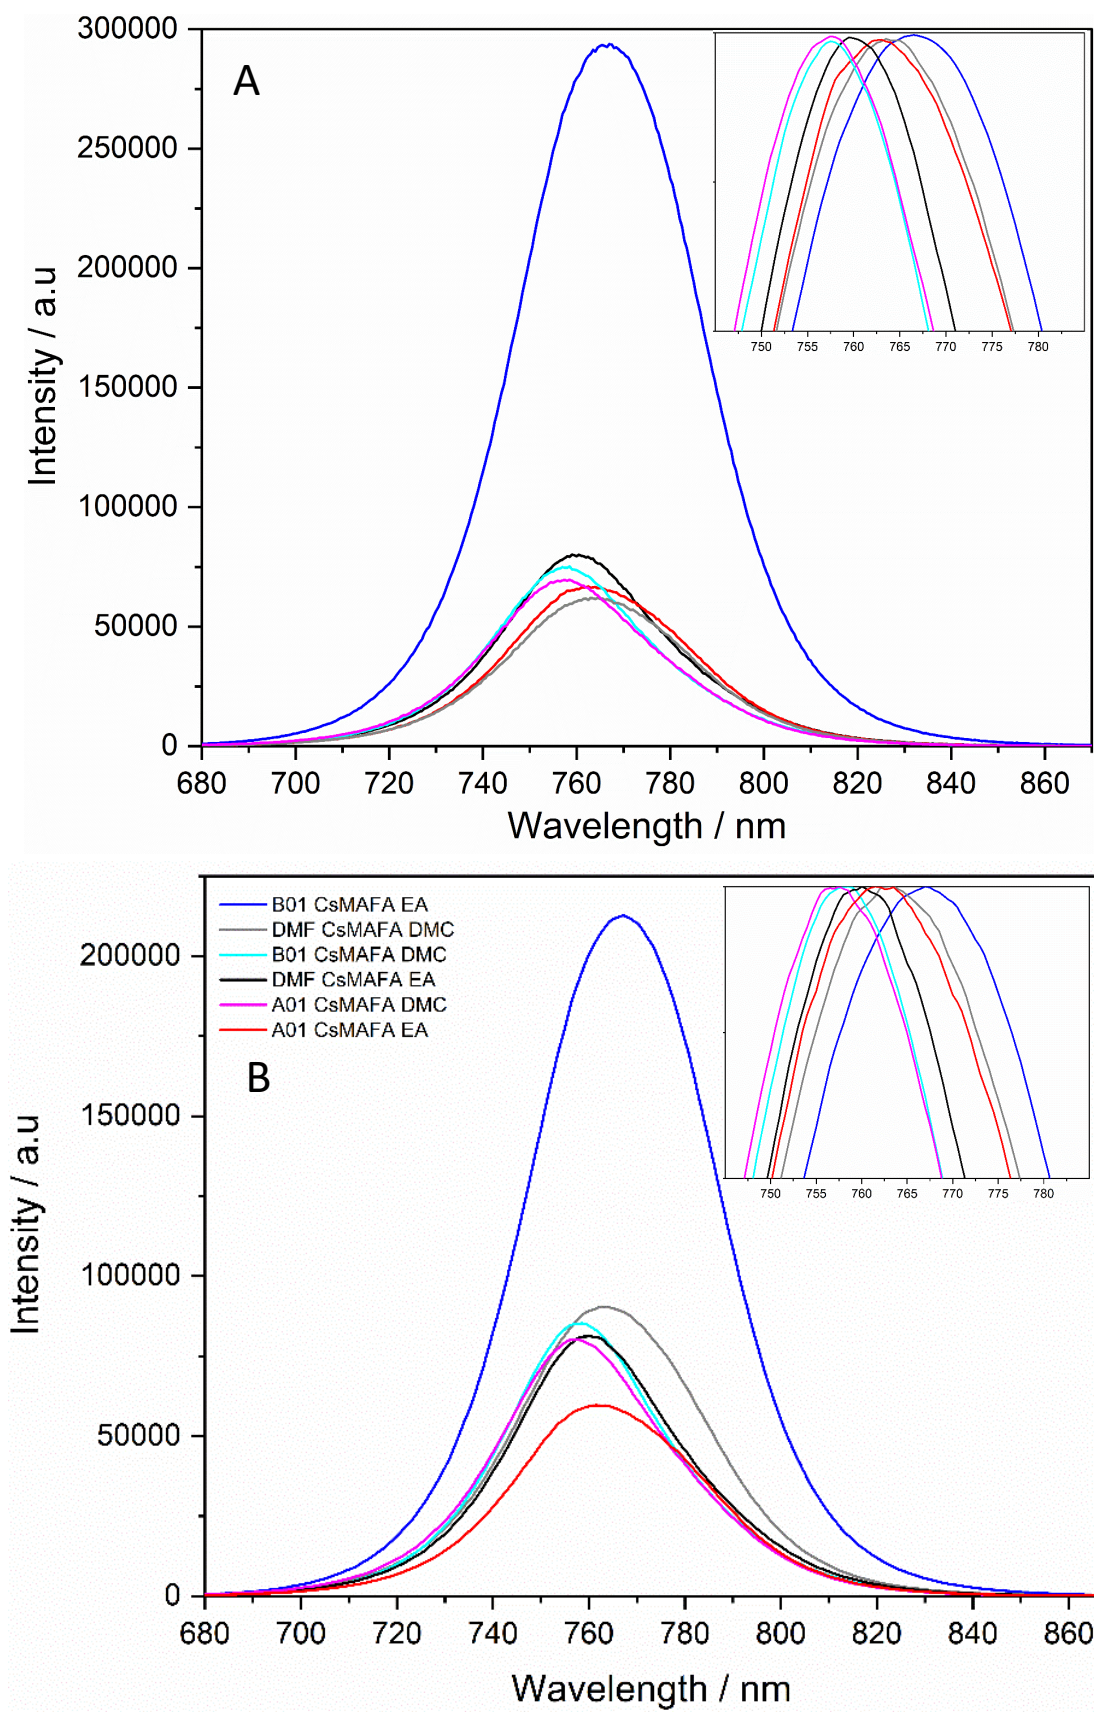 A
300000
250000
200000
150000
100000
50000
0
Intensity / a.u
680 700 720 740 760 780 800 820 840 860
Wavelength / nm
750 755 760 765 770 775 780
B01 CsMAFA EA
DMF CsMAFA DMC
B01 CsMAFA DMC
DMF CsMAFA EA
A01 CsMAFA DMC
A01 CsMAFA EA
B
200000
150000
100000
50000
0
Intensity / a.u
680 700 720 740 760 780 800 820 840 860
Wavelength / nm
750 755 760 765 770 775 780